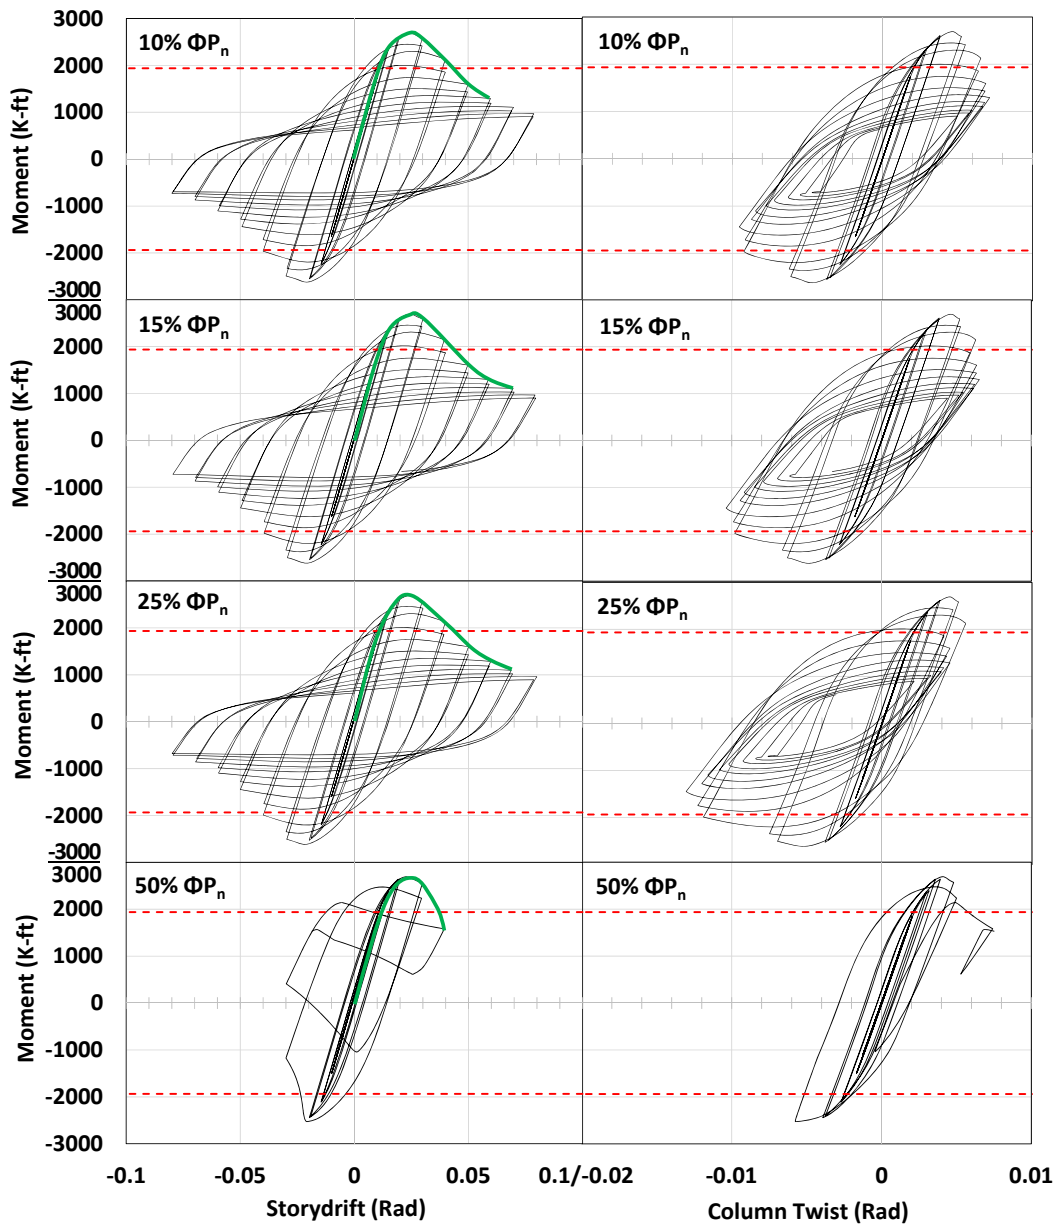 3000
10% ΦPn
10% ΦPn
2000
1000
0
-1000
-2000
-3000
Moment (K-ft)
3000
15% ΦPn
15% ΦPn
2000
1000
0
-1000
-2000
-3000
Moment (K-ft)
3000
25% ΦPn
25% ΦPn
2000
1000
0
-1000
-2000
-3000
Moment (K-ft)
3000
50% ΦPn
50% ΦPn
2000
1000
0
-1000
-2000
-3000
Moment (K-ft)
-0.1 -0.05 0 0.05 0.1/-0.02 -0.01 0 0.01
Storydrift (Rad) Column Twist (Rad)